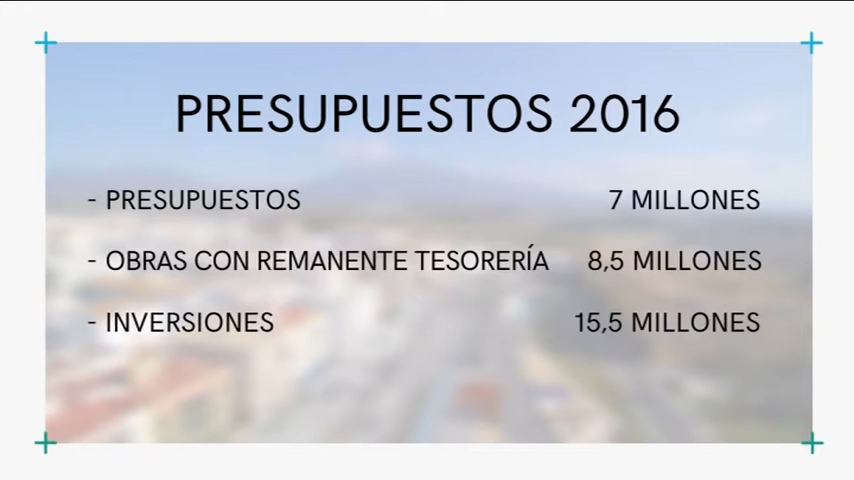 PRESUPUESTOS 2016
- PRESUPUESTOS 7 MILLONES
- OBRAS CON REMANENTE TESORERÍA 8,5 MILLONES
- INVERSIONES 15,5 MILLONES